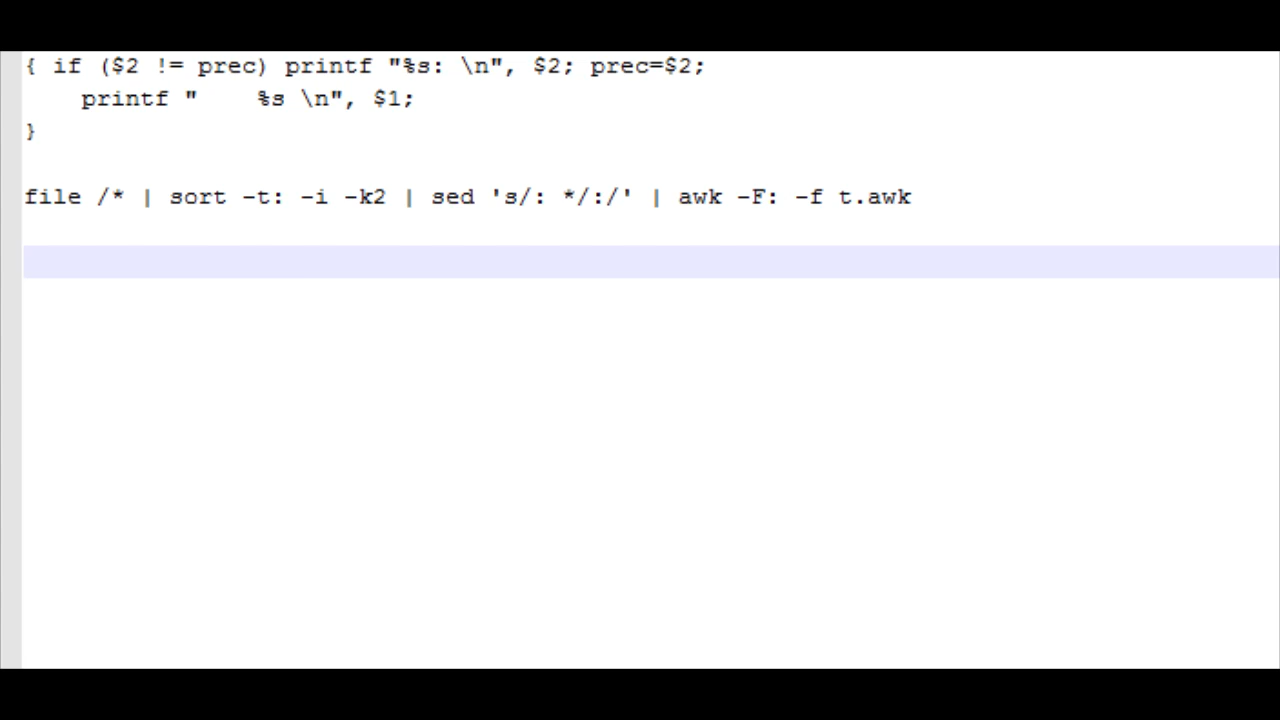 { if ($2 != prec) printf "%s: \n", $2; prec=$2;
    printf "    %s \n", $1;
}
file /* | sort -t: -i -k2 | sed 's/: */:/' | awk -F: -f t.awk